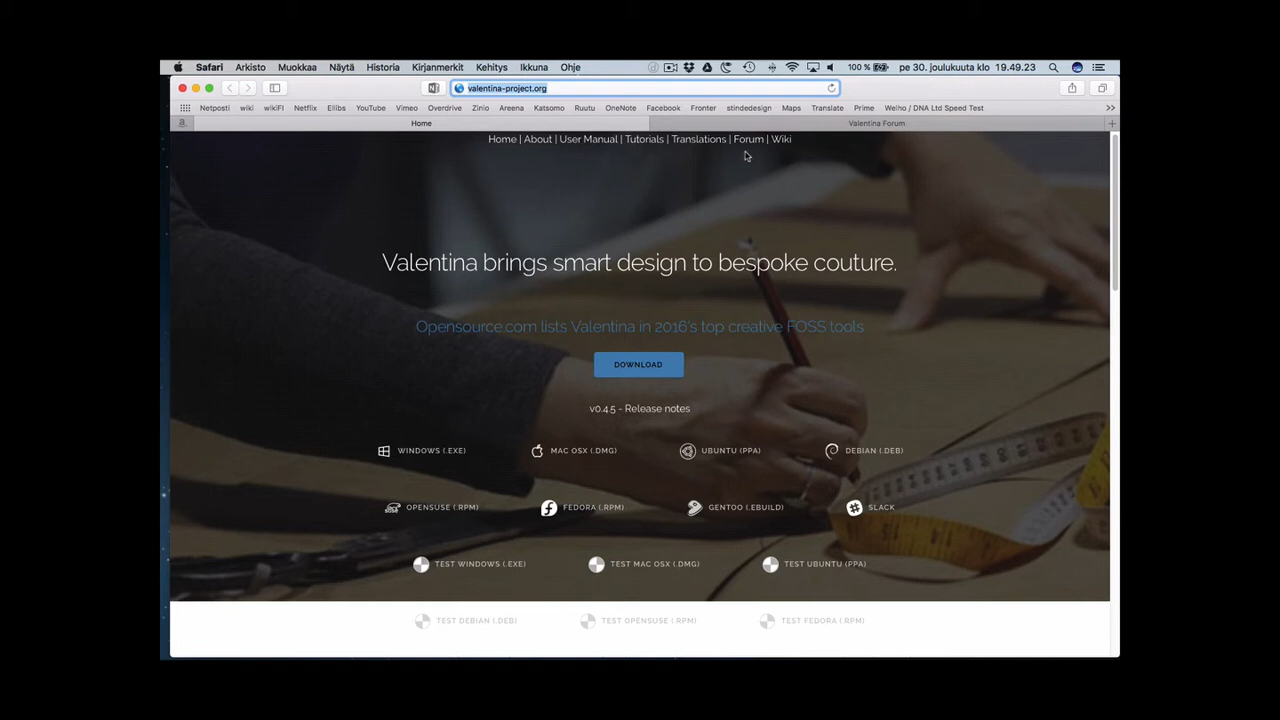 Safari Arkisto Muokkaa Näytä Historia Kirjanmerkit Kehitys Ikkuna Ohje 100 % pe 30. joulukuuta klo 19.49.23
valentina-project.org
Netposti wiki wikiFI Netflix Ellibs YouTube Vimeo Overdrive Zinio Areena Katsomo Ruutu OneNote Facebook Fronter stindedesign Maps Translate Prime Welho / DNA Ltd Speed Test >>
Home Valentina Forum +
Home | About | User Manual | Tutorials | Translations | Forum | Wiki
Valentina brings smart design to bespoke couture.
Opensource.com lists Valentina in 2016's top creative FOSS tools
DOWNLOAD
v0.4.5 - Release notes
WINDOWS (.EXE) MAC OSX (.DMG) UBUNTU (PPA) DEBIAN (.DEB)
OPENSUSE (.RPM) FEDORA (.RPM) GENTOO (.EBUILD) SLACK
TEST WINDOWS (.EXE) TEST MAC OSX (.DMG) TEST UBUNTU (PPA)
TEST DEBIAN (.DEB) TEST OPENSUSE (.RPM) TEST FEDORA (.RPM)